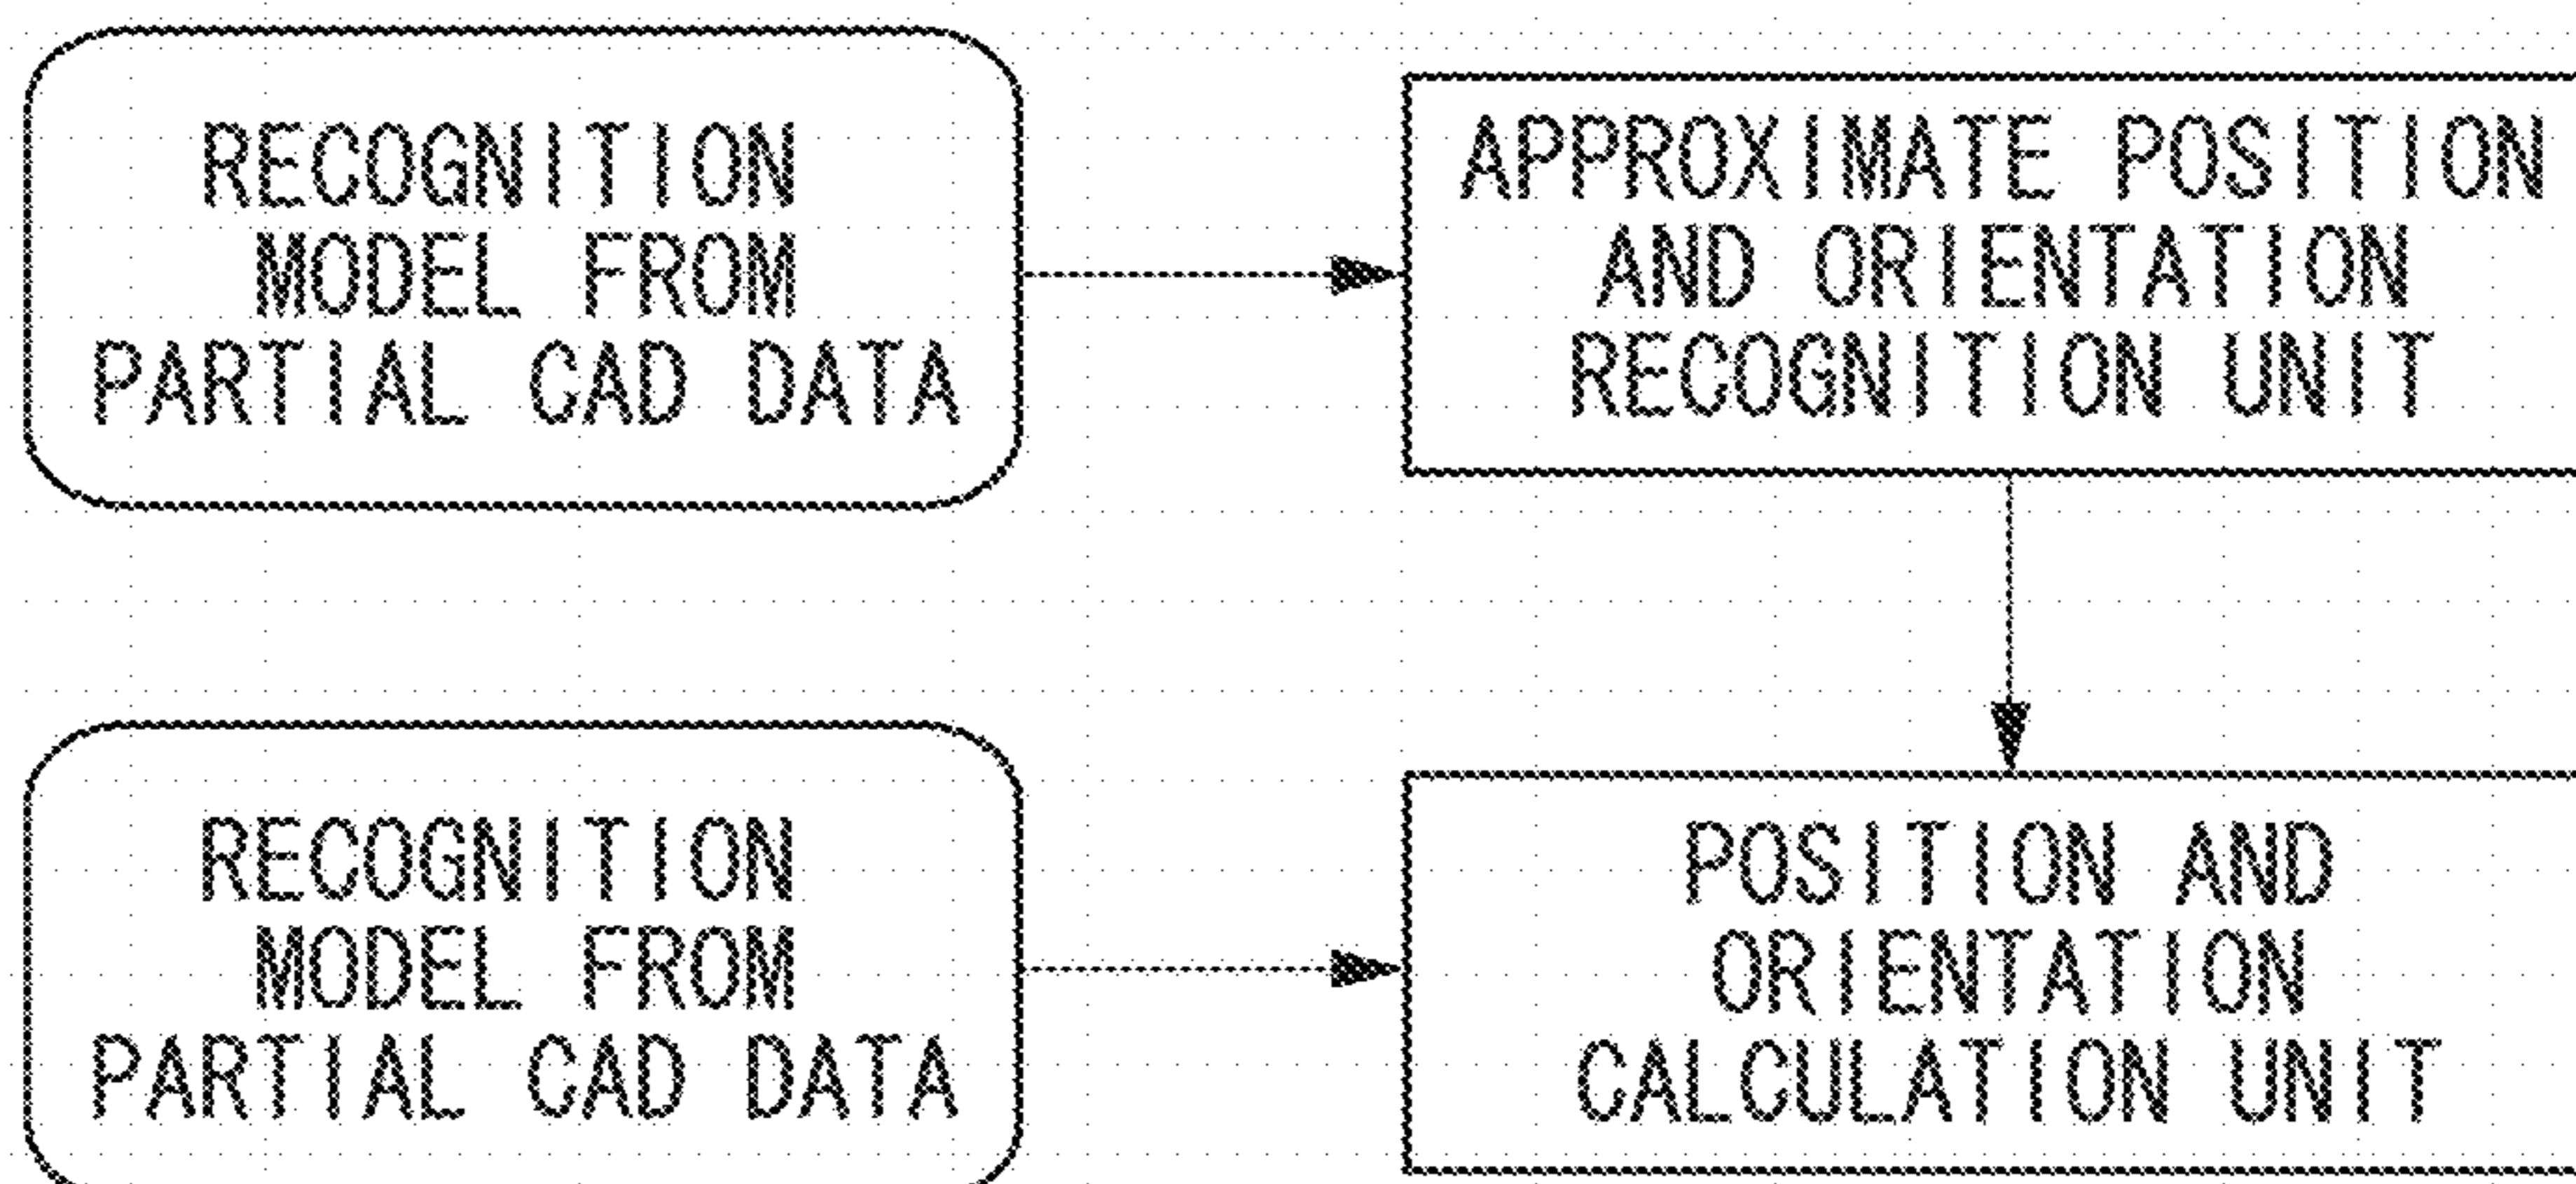 RECOGNITION
MODEL FROM
PARTIAL CAD DATA
APPROXIMATE POSITION
AND ORIENTATION
RECOGNITION UNIT
RECOGNITION
MODEL FROM
PARTIAL CAD DATA
POSITION AND
ORIENTATION
CALCULATION UNIT